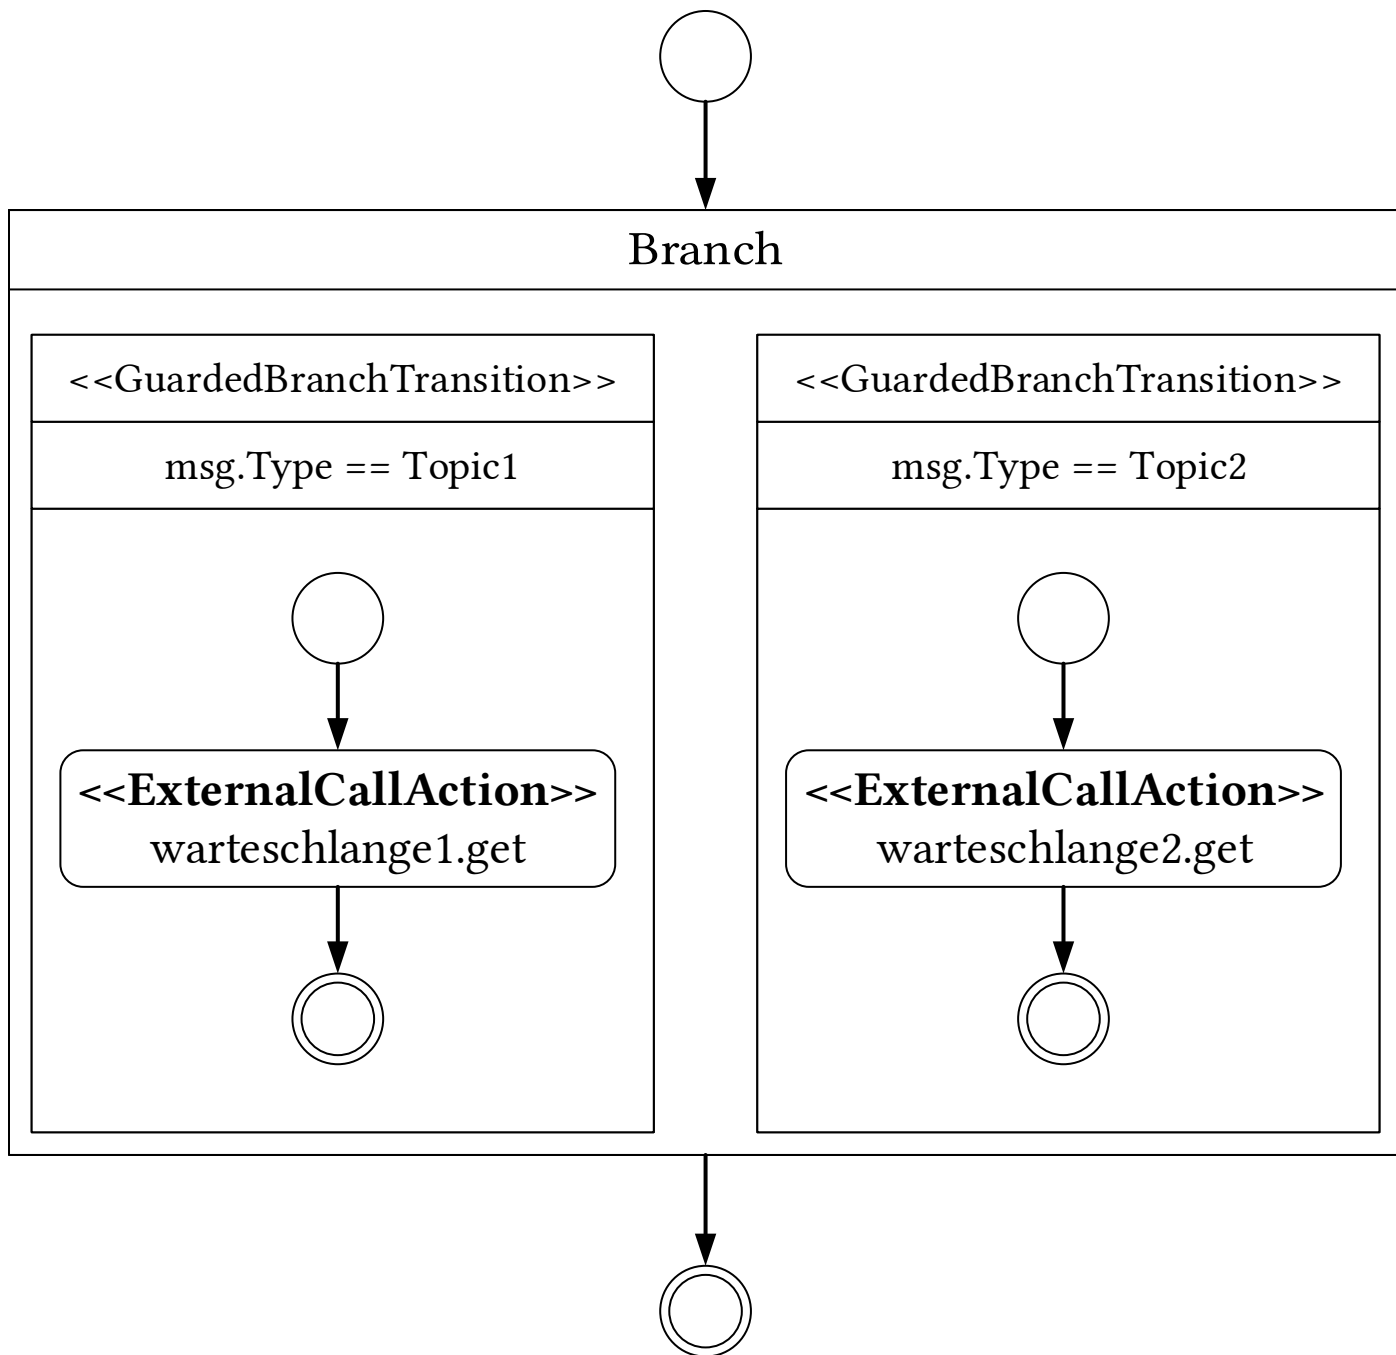 Branch
<<GuardedBranchTransition>>
msg.Type == Topic1
<<ExternalCallAction>>
warteschlange1.get
<<GuardedBranchTransition>>
msg.Type == Topic2
<<ExternalCallAction>>
warteschlange2.get